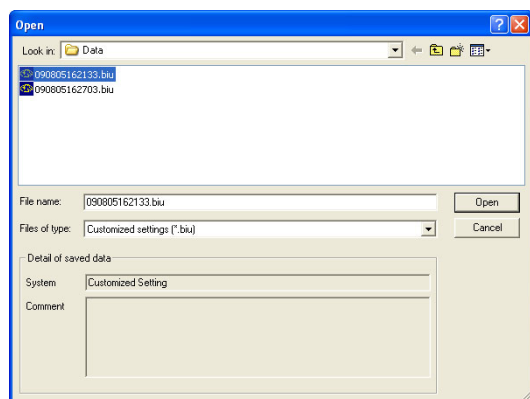 Open
Look in: Data
090805162133.biu
090805162703.biu
File name: 090805162133.biu Open
Files of type: Customized settings (*.biu) Cancel
Detail of saved data
System Customized Setting
Comment